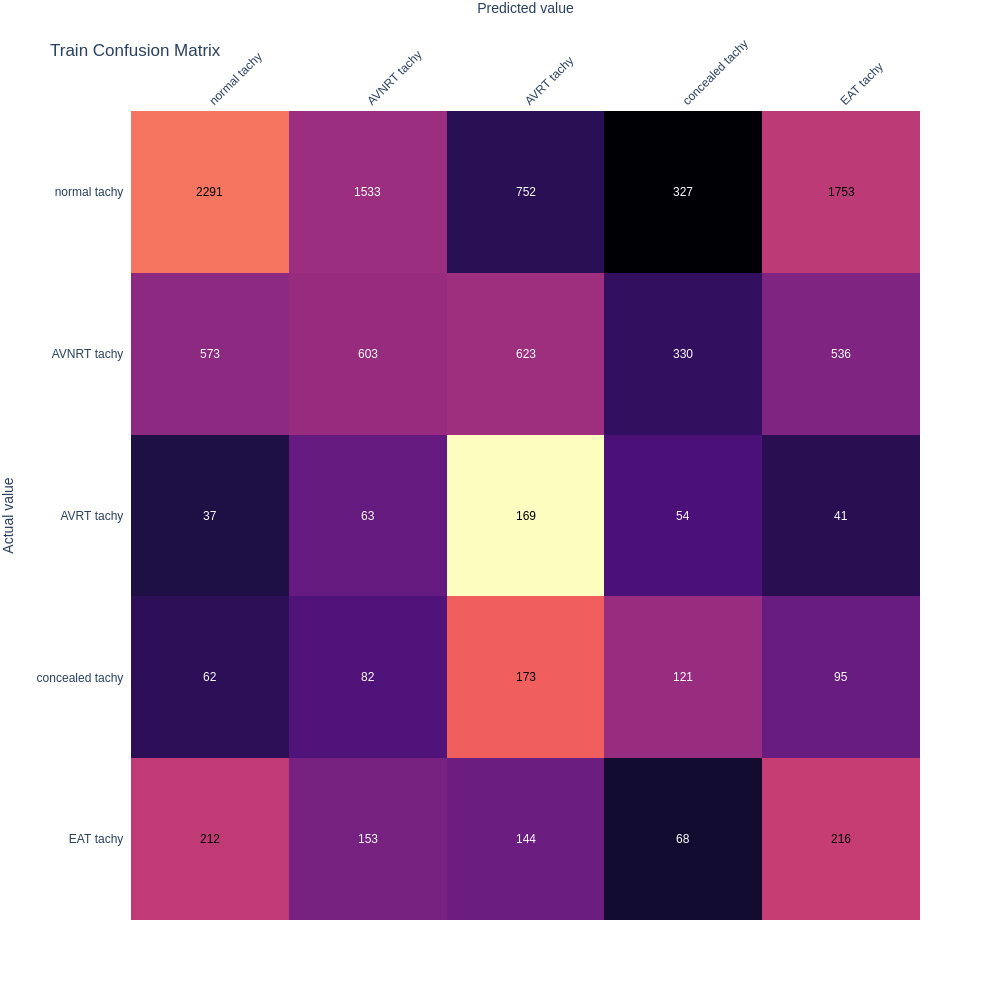 Predicted value
Train Confusion Matrix
normal tachy AVNRT tachy AVRT tachy concealed tachy EAT tachy
normal tachy 2291 1533 752 327 1753
AVNRT tachy 573 603 623 330 536
Actual value
AVRT tachy 37 63 169 54 41
concealed tachy 62 82 173 121 95
EAT tachy 212 153 144 68 216